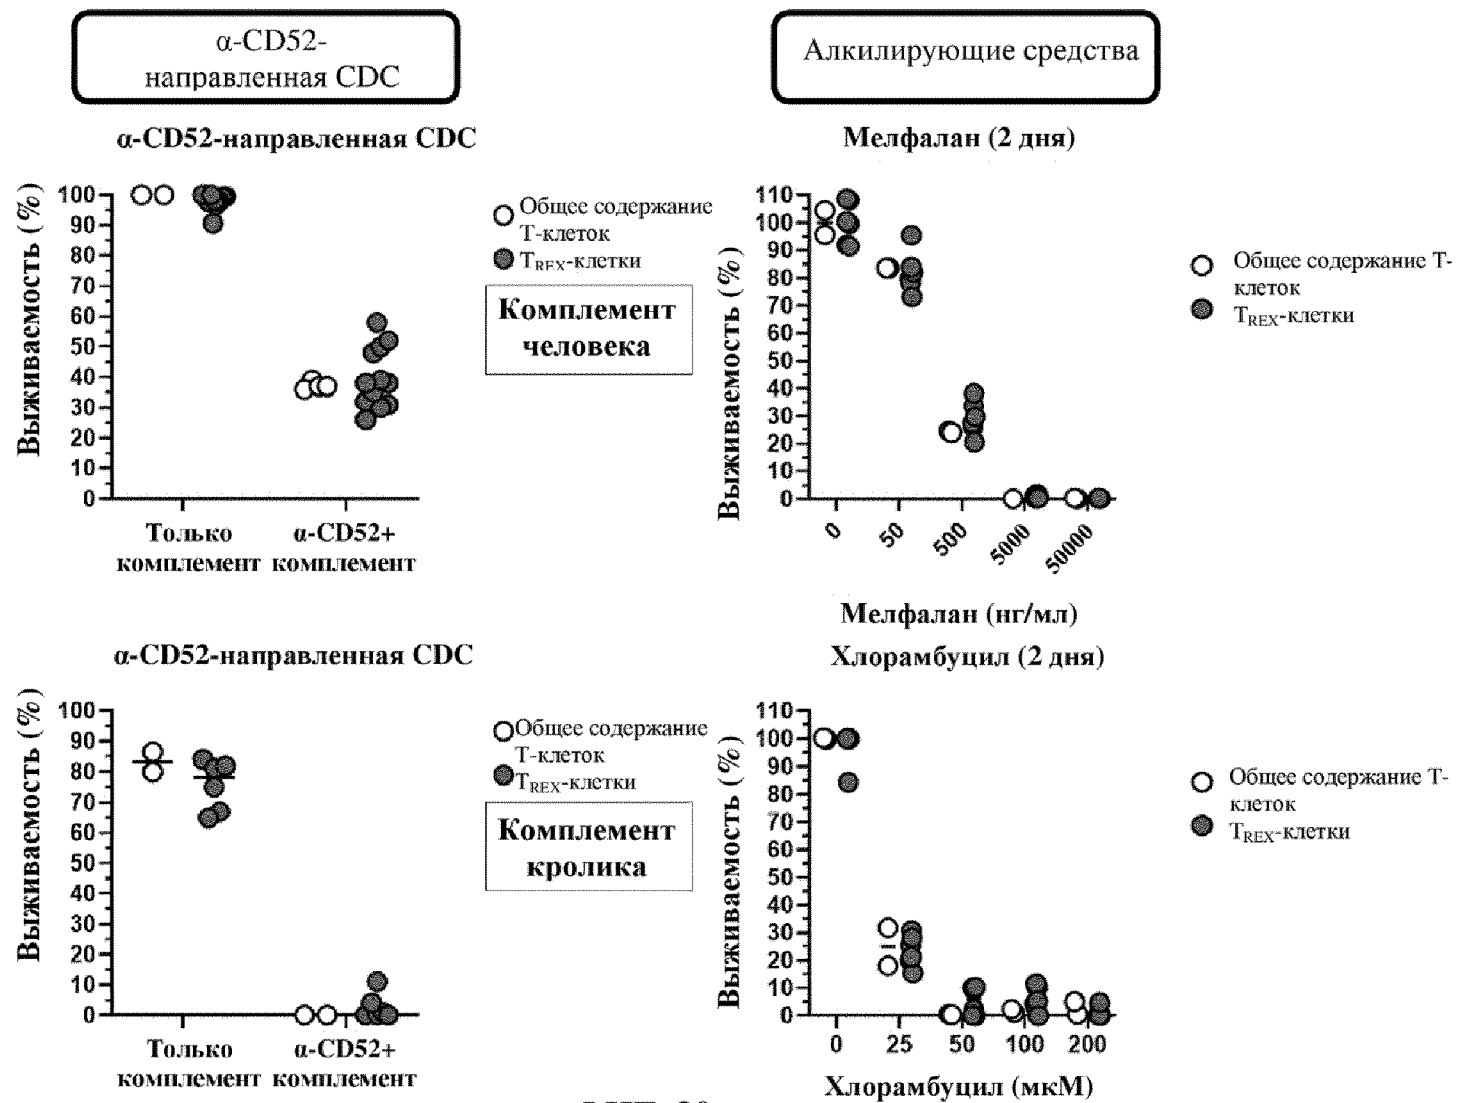 α-CD52-
направленная CDC
Алкилирующие средства
α-CD52-направленная CDC
Выживаемость (%)
100
90
80
70
60
50
40
30
20
10
0
Только
комплемент
α-CD52+
комплемент
Общее содержание
Т-клеток
TREX-клетки
Комплемент
человека
Мелфалан (2 дня)
Выживаемость (%)
110
100
90
80
70
60
50
40
30
20
10
0
0
50
500
5000
50000
Мелфалан (нг/мл)
Общее содержание Т-
клеток
TREX-клетки
α-CD52-направленная CDC
Выживаемость (%)
100
90
80
70
60
50
40
30
20
10
0
Только
комплемент
α-CD52+
комплемент
Общее содержание
Т-клеток
TREX-клетки
Комплемент
кролика
Хлорамбуцил (2 дня)
Выживаемость (%)
110
100
90
80
70
60
50
40
30
20
10
0
0
25
50
100
200
Хлорамбуцил (мкМ)
Общее содержание Т-
клеток
TREX-клетки